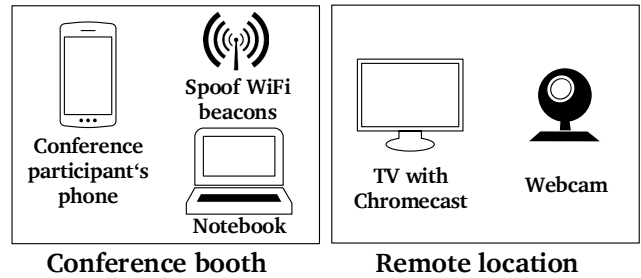 Spoof WiFi
beacons
Conference
participant‘s
phone
Notebook
TV with
Chromecast
Webcam
Conference booth
Remote location